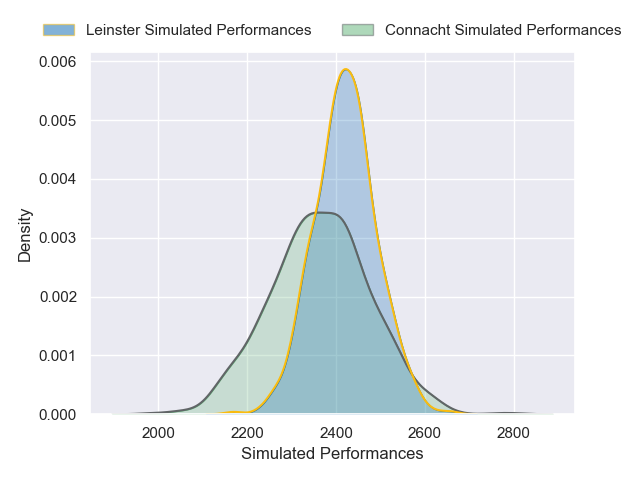 Leinster Simulated Performances Connacht Simulated Performances
0.006
0.005
0.004
0.003
0.002
0.001
0.000
Density
2000 2200 2400 2600 2800
Simulated Performances